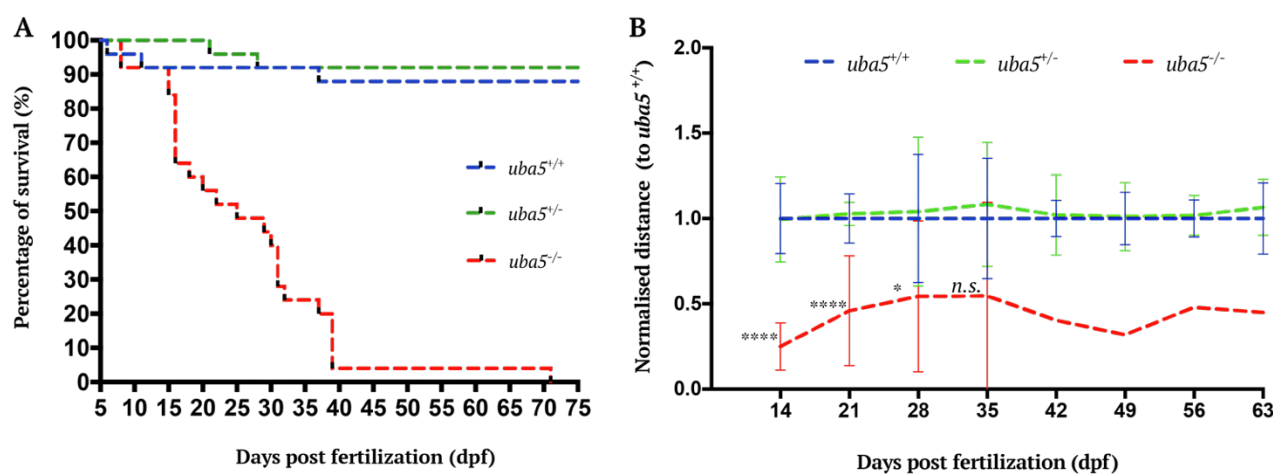 A
Percentage of survival (%)
100
90
80
70
60
50
40
30
20
10
0
5 10 15 20 25 30 35 40 45 50 55 60 65 70 75
Days post fertilization (dpf)
uba5+/+
uba5+/-
uba5-/-
B
Normalised distance (to uba5+/+)
2.0
1.5
1.0
0.5
0.0
uba5+/+ uba5+/- uba5-/-
**** **** * n.s.
14 21 28 35 42 49 56 63
Days post fertilization (dpf)